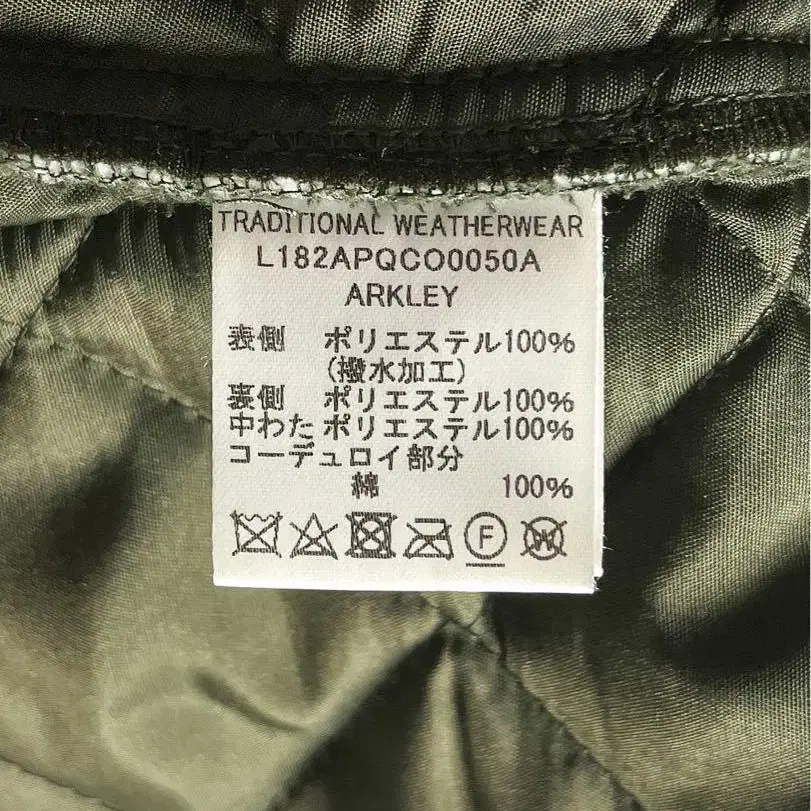 TRADITIONAL WEATHERWEAR
L182APQCO0050A
ARKLEY
表側 ポリエステル100%
(撥水加工)
裏側 ポリエステル100%
中わた ポリエステル100%
コーデュロイ部分
綿 100%
F W